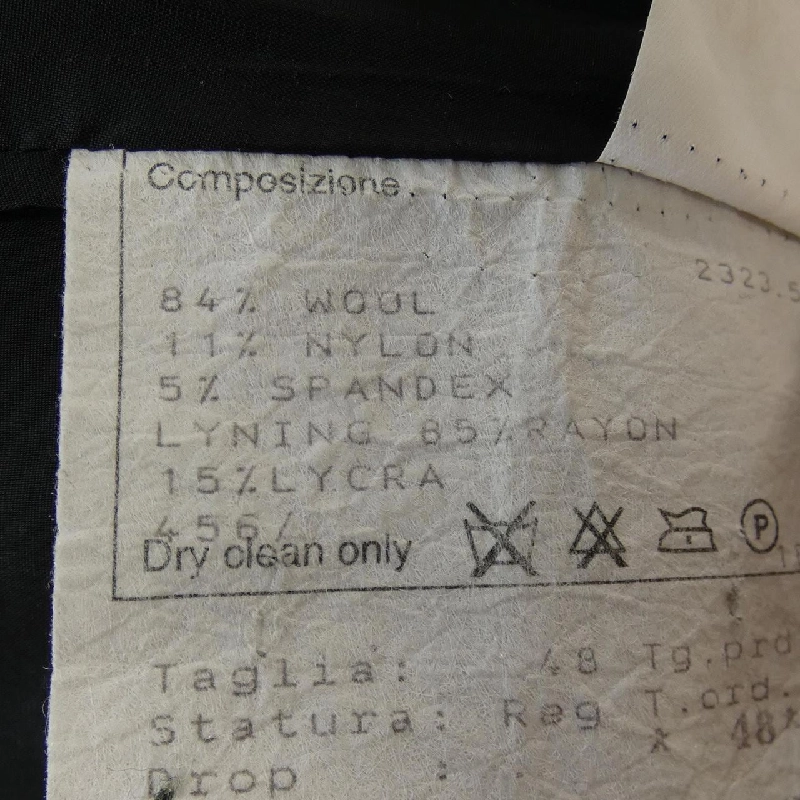 Composizione.
2323.5
84% WOOL
11% NYLON
5% SPANDEX
LYNING 85%RAYON
15%LYCRA
456/
Dry clean only
P
Taglia: 48 Tg.prd
Statura: Reg T.ord.
* 48*
Drop :